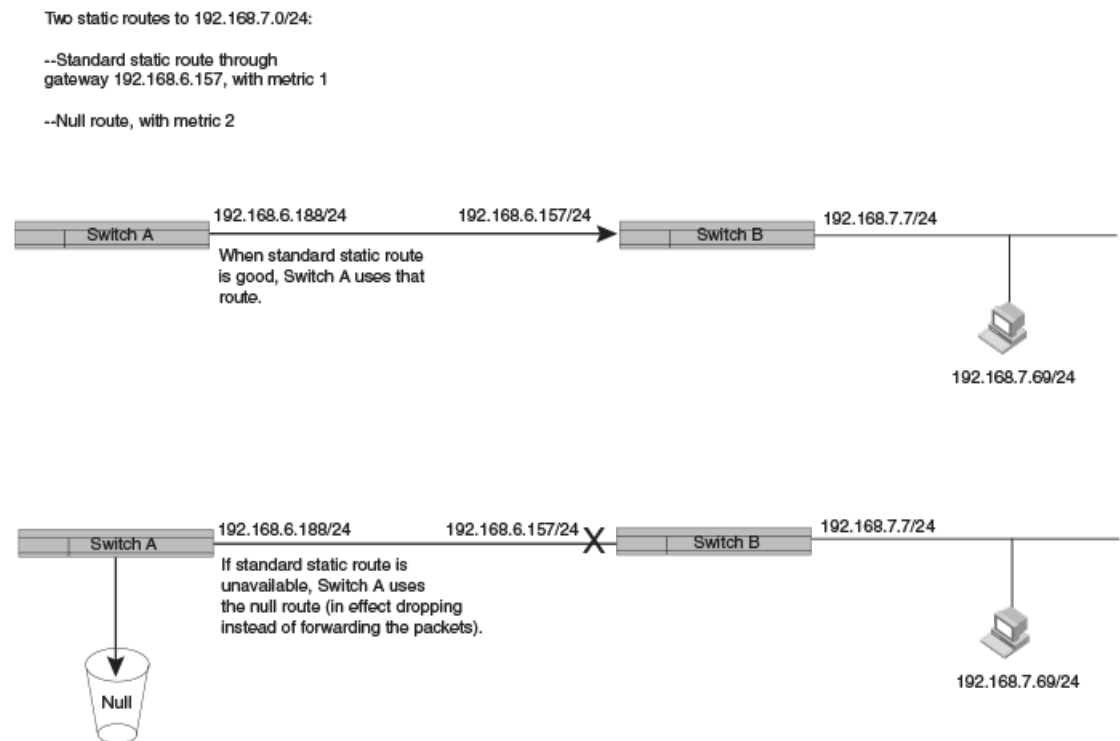 Two static routes to 192.168.7.0/24:
--Standard static route through
gateway 192.168.6.157, with metric 1
--Null route, with metric 2
192.168.6.188/24
192.168.6.157/24
192.168.7.7/24
Switch A
Switch B
When standard static route
is good, Switch A uses that
route.
192.168.7.69/24
192.168.6.188/24
192.168.6.157/24
X
192.168.7.7/24
Switch A
Switch B
If standard static route is
unavailable, Switch A uses
the null route (in effect dropping
instead of forwarding the packets).
192.168.7.69/24
Null